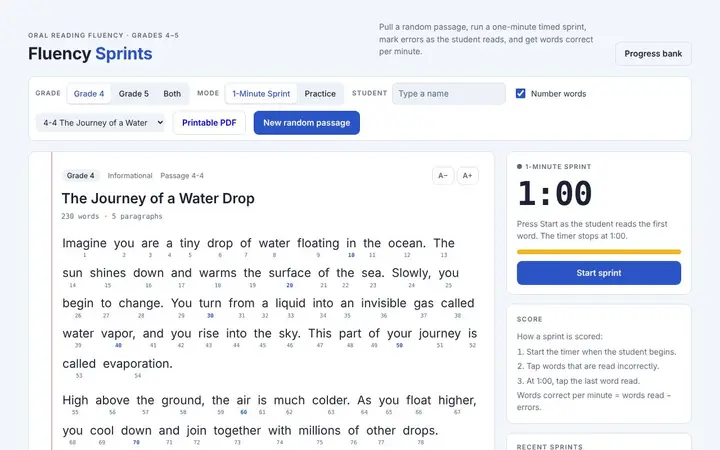 ORAL READING FLUENCY · GRADES 4–5
Fluency Sprints
Pull a random passage, run a one-minute timed sprint,
mark errors as the student reads, and get words correct
per minute.
Progress bank
GRADE Grade 4 Grade 5 Both MODE 1-Minute Sprint Practice STUDENT Type a name Number words
4-4 The Journey of a Water Printable PDF New random passage
Grade 4 Informational Passage 4-4 A− A+
The Journey of a Water Drop
230 words · 5 paragraphs
Imagine you are a tiny drop of water floating in the ocean. The
1 2 3 4 5 6 7 8 9 10 11 12 13
sun shines down and warms the surface of the sea. Slowly, you
14 15 16 17 18 19 20 21 22 23 24 25
begin to change. You turn from a liquid into an invisible gas called
26 27 28 29 30 31 32 33 34 35 36 37 38
water vapor, and you rise into the sky. This part of your journey is
39 40 41 42 43 44 45 46 47 48 49 50 51 52
called evaporation.
53 54
High above the ground, the air is much colder. As you float higher,
55 56 57 58 59 60 61 62 63 64 65 66 67
you cool down and join together with millions of other drops.
68 69 70 71 72 73 74 75 76 77 78
1-MINUTE SPRINT
1:00
Press Start as the student reads the first
word. The timer stops at 1:00.
Start sprint
SCORE
How a sprint is scored:
1. Start the timer when the student begins.
2. Tap words that are read incorrectly.
3. At 1:00, tap the last word read.
Words correct per minute = words read −
errors.
RECENT SPRINTS